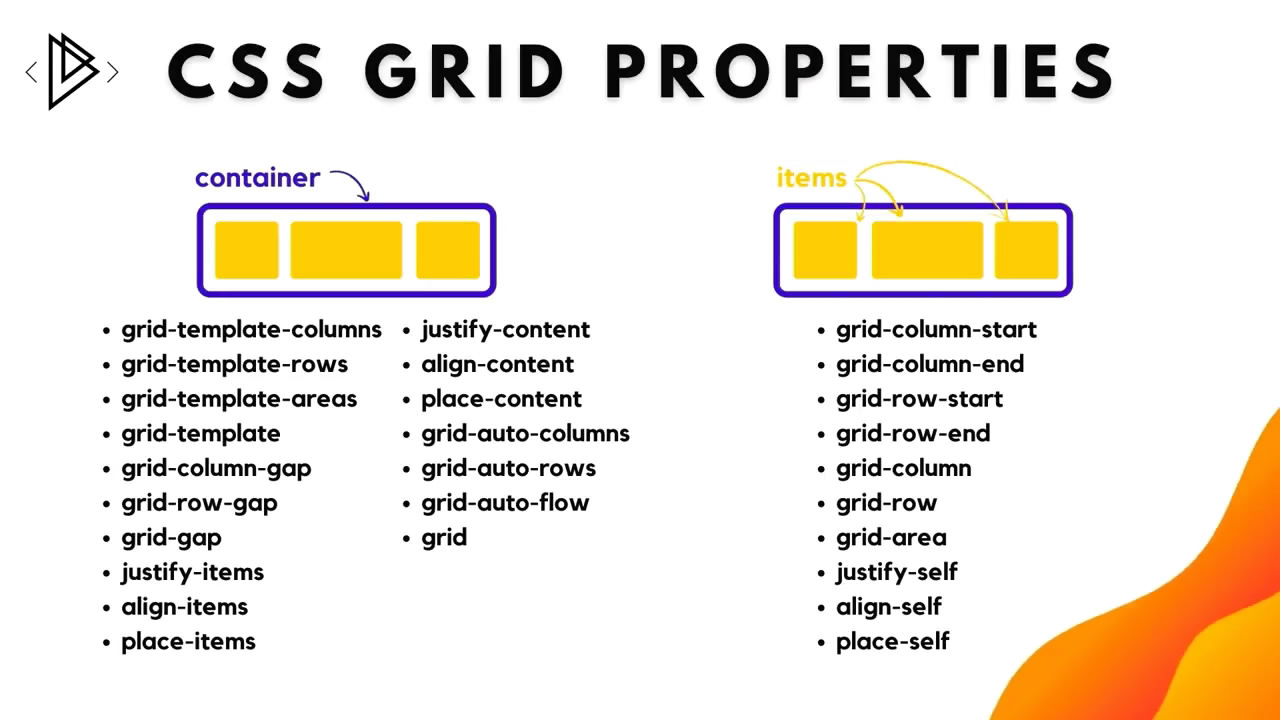 CSS GRID PROPERTIES
container
• grid-template-columns
• grid-template-rows
• grid-template-areas
• grid-template
• grid-column-gap
• grid-row-gap
• grid-gap
• justify-items
• align-items
• place-items
• justify-content
• align-content
• place-content
• grid-auto-columns
• grid-auto-rows
• grid-auto-flow
• grid
items
• grid-column-start
• grid-column-end
• grid-row-start
• grid-row-end
• grid-column
• grid-row
• grid-area
• justify-self
• align-self
• place-self